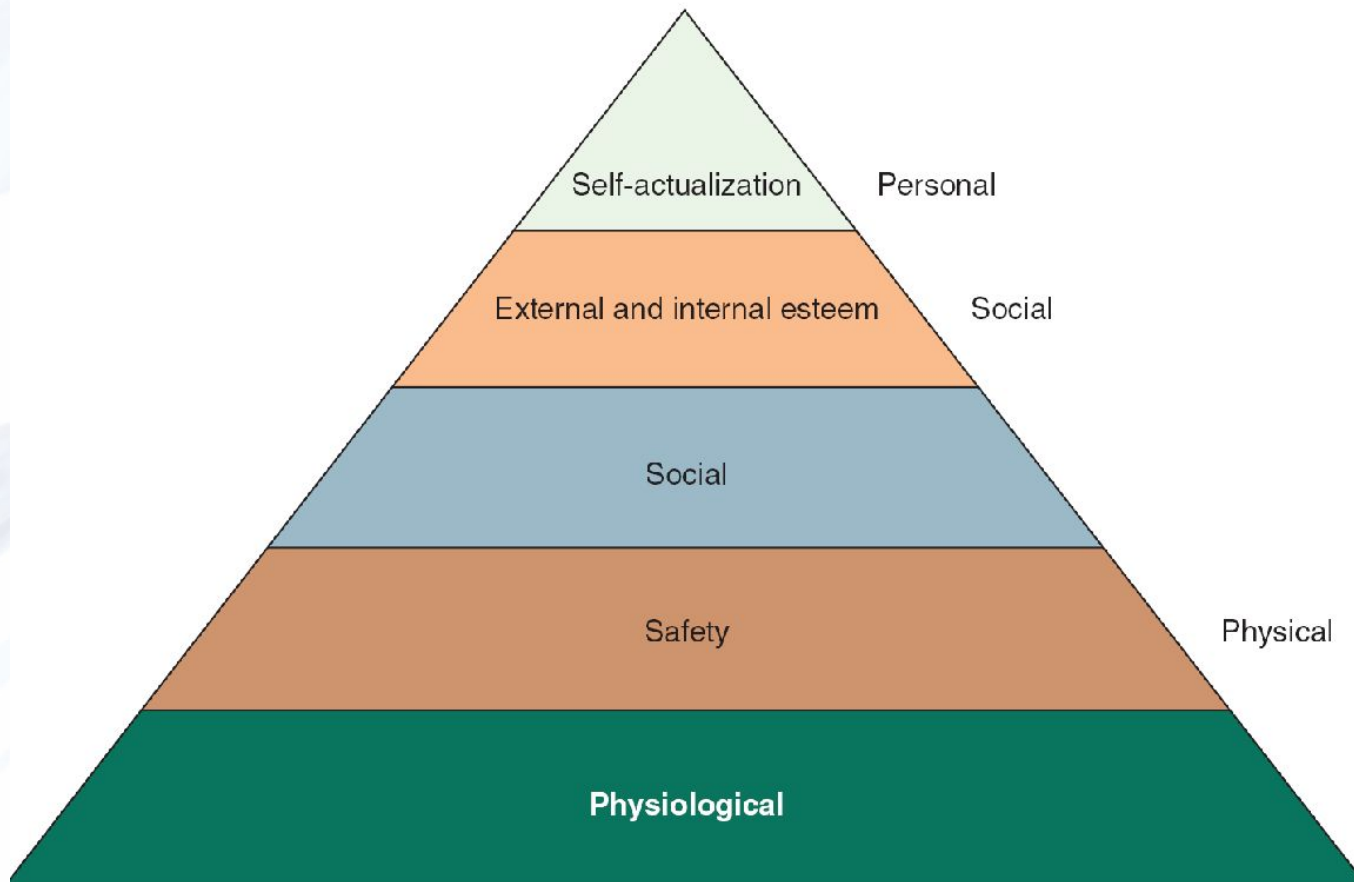 Self-actualization Personal
External and internal esteem Social
Social
Safety Physical
Physiological